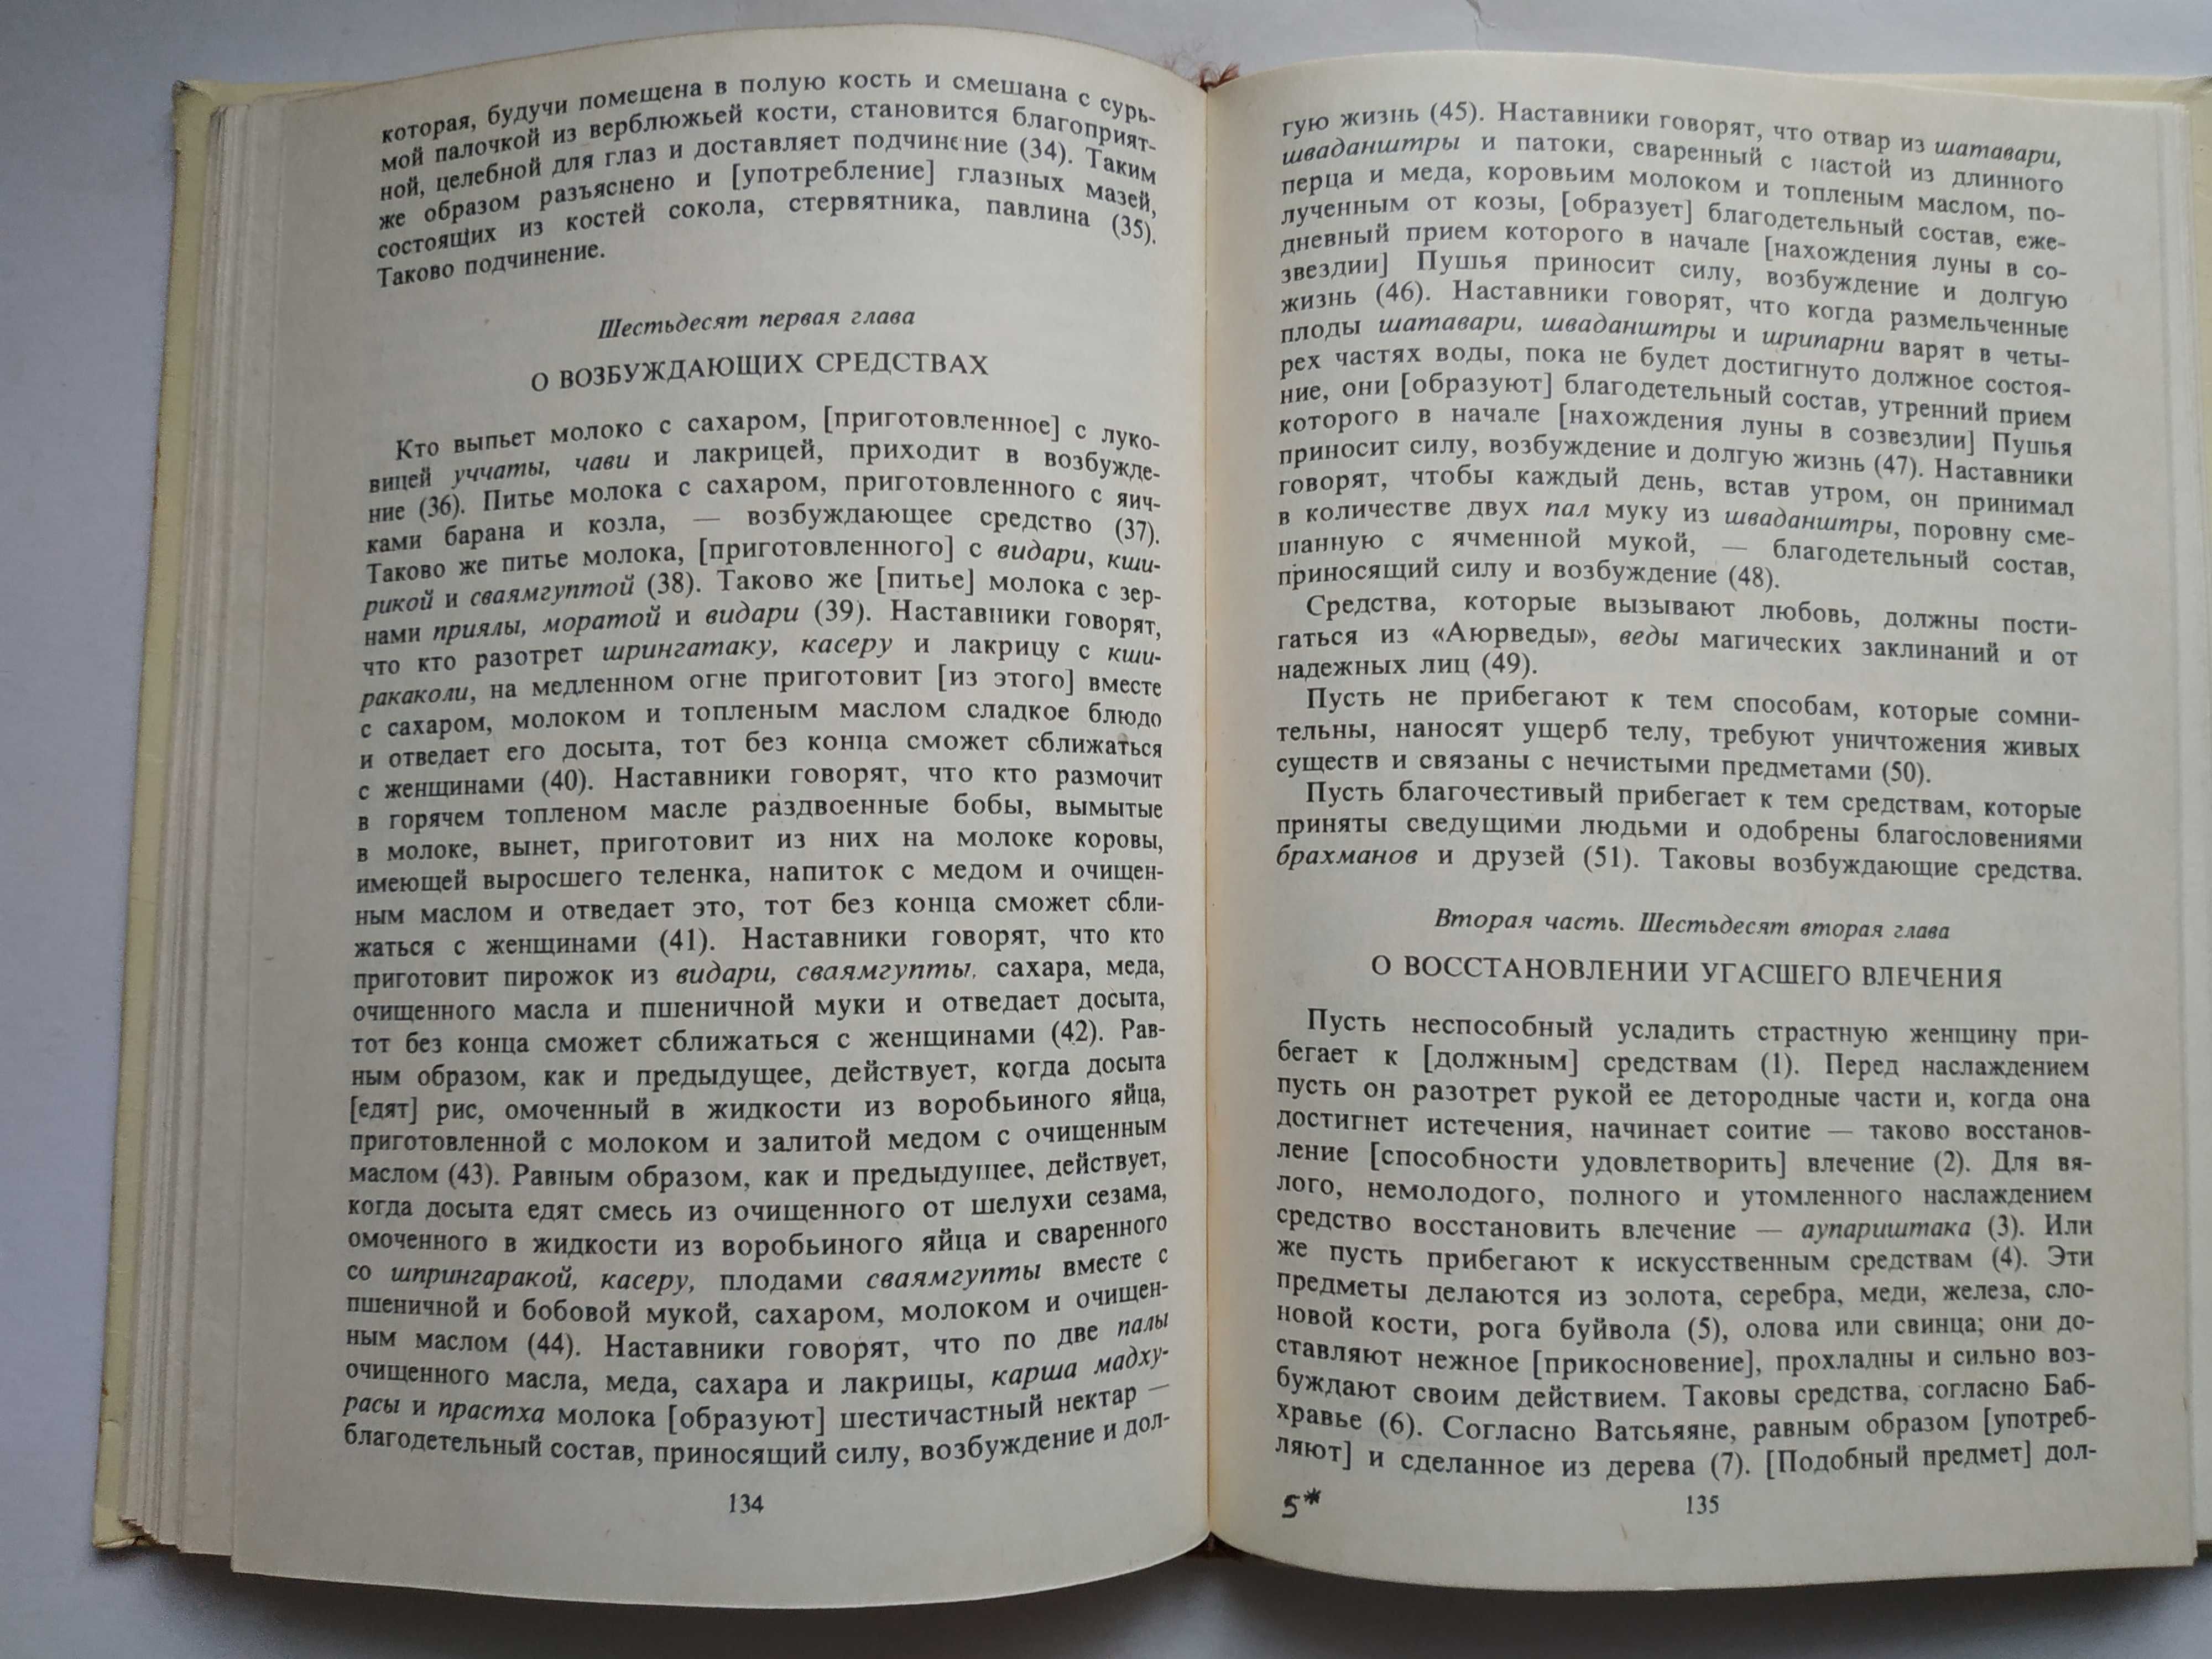 которая, будучи помещена в полую кость и смешана с сурь-
мой палочкой из верблюжьей кости, становится благоприят-
ной, целебной для глаз и доставляет подчинение (34). Таким
же образом разъяснено и [употребление] глазных мазей,
состоящих из костей сокола, стервятника, павлина (35).
Таково подчинение.
Шестьдесят первая глава
О ВОЗБУЖДАЮЩИХ СРЕДСТВАХ
Кто выпьет молоко с сахаром, [приготовленное] с луко-
вицей уччаты, чави и лакрицей, приходит в возбужде-
ние (36). Питье молока с сахаром, приготовленного с яич-
ками барана и козла, — возбуждающее средство (37).
Таково же питье молока, [приготовленного] с видари, кши-
рикой и сваямгуптой (38). Таково же [питье] молока с зер-
нами приялы, моратой и видари (39). Наставники говорят,
что кто разотрет шрингатаку, касеру и лакрицу с кши-
ракаколи, на медленном огне приготовит [из этого] вместе
с сахаром, молоком и топленым маслом сладкое блюдо
и отведает его досыта, тот без конца сможет сближаться
с женщинами (40). Наставники говорят, что кто размочит
в горячем топленом масле раздвоенные бобы, вымытые
в молоке, вынет, приготовит из них на молоке коровы,
имеющей выросшего теленка, напиток с медом и очищен-
ным маслом и отведает это, тот без конца сможет сбли-
жаться с женщинами (41). Наставники говорят, что кто
приготовит пирожок из видари, сваямгупты, сахара, меда,
очищенного масла и пшеничной муки и отведает досыта,
тот без конца сможет сближаться с женщинами (42). Рав-
ным образом, как и предыдущее, действует, когда досыта
[едят] рис, омоченный в жидкости из воробьиного яйца,
приготовленной с молоком и залитой медом с очищенным
маслом (43). Равным образом, как и предыдущее, действует,
когда досыта едят смесь из очищенного от шелухи сезама,
омоченного в жидкости из воробьиного яйца и сваренного
со шпрингаракой, касеру, плодами сваямгупты вместе с
пшеничной и бобовой мукой, сахаром, молоком и очищен-
ным маслом (44). Наставники говорят, что по две палы
очищенного масла, меда, сахара и лакрицы, карша мадху-
расы и прастха молока [образуют] шестичастный нектар —
благодетельный состав, приносящий силу, возбуждение и дол-
134
гую жизнь (45). Наставники говорят, что отвар из шатавари,
шваданштры и патоки, сваренный с настой из длинного
перца и меда, коровьим молоком и топленым маслом, по-
лученным от козы, [образует] благодетельный состав, еже-
дневный прием которого в начале [нахождения луны в со-
звездии] Пушья приносит силу, возбуждение и долгую
жизнь (46). Наставники говорят, что когда размельченные
плоды шатавари, шваданштры и шрипарни варят в четы-
рех частях воды, пока не будет достигнуто должное состоя-
ние, они [образуют] благодетельный состав, утренний прием
которого в начале [нахождения луны в созвездии] Пушья
приносит силу, возбуждение и долгую жизнь (47). Наставники
говорят, чтобы каждый день, встав утром, он принимал
в количестве двух пал муку из шваданштры, поровну сме-
шанную с ячменной мукой, — благодетельный состав,
приносящий силу и возбуждение (48).
Средства, которые вызывают любовь, должны пости-
гаться из «Аюрведы», веды магических заклинаний и от
надежных лиц (49).
Пусть не прибегают к тем способам, которые сомни-
тельны, наносят ущерб телу, требуют уничтожения живых
существ и связаны с нечистыми предметами (50).
Пусть благочестивый прибегает к тем средствам, которые
приняты сведущими людьми и одобрены благословениями
брахманов и друзей (51). Таковы возбуждающие средства.
Вторая часть. Шестьдесят вторая глава
О ВОССТАНОВЛЕНИИ УГАСШЕГО ВЛЕЧЕНИЯ
Пусть неспособный усладить страстную женщину при-
бегает к [должным] средствам (1). Перед наслаждением
пусть он разотрет рукой ее детородные части и, когда она
достигнет истечения, начинает соитие — таково восстанов-
ление [способности удовлетворить] влечение (2). Для вя-
лого, немолодого, полного и утомленного наслаждением
средство восстановить влечение — аупариштака (3). Или
же пусть прибегают к искусственным средствам (4). Эти
предметы делаются из золота, серебра, меди, железа, сло-
новой кости, рога буйвола (5), олова или свинца; они до-
ставляют нежное [прикосновение], прохладны и сильно воз-
буждают своим действием. Таковы средства, согласно Баб-
хравье (6). Согласно Ватсьяяне, равным образом [употреб-
ляют] и сделанное из дерева (7). [Подобный предмет] дол-
5*
135